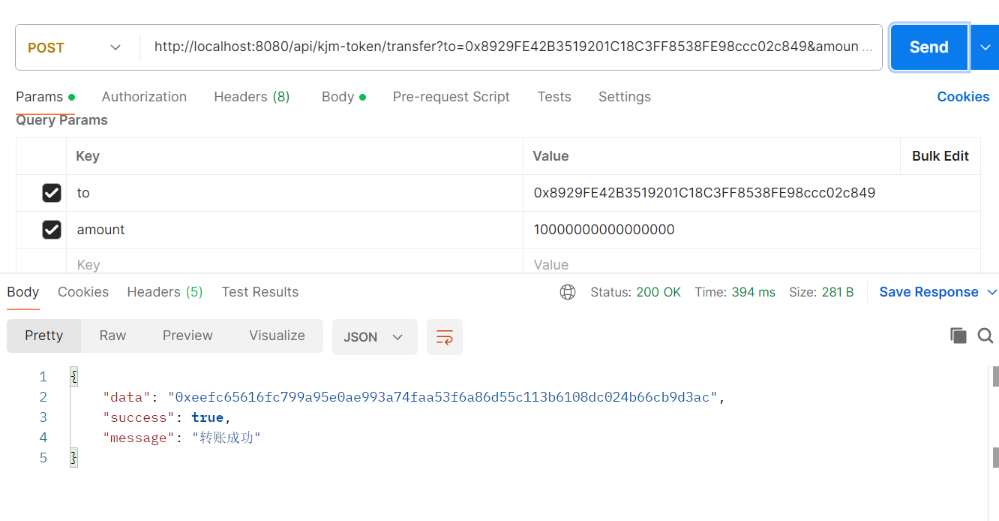 POST http://localhost:8080/api/kjm-token/transfer?to=0x8929FE42B3519201C18C3FF8538FE98ccc02c849&amoun... Send
Params Authorization Headers (8) Body Pre-request Script Tests Settings Cookies
Query Params
Key Value Bulk Edit
to 0x8929FE42B3519201C18C3FF8538FE98ccc02c849
amount 10000000000000000
Key Value
Body Cookies Headers (5) Test Results Status: 200 OK Time: 394 ms Size: 281 B Save Response
Pretty Raw Preview Visualize JSON
1 {
2 "data": "0xeefc65616fc799a95e0ae993a74faa53f6a86d55c113b6108dc024b66cb9d3ac",
3 "success": true,
4 "message": "转账成功"
5 }